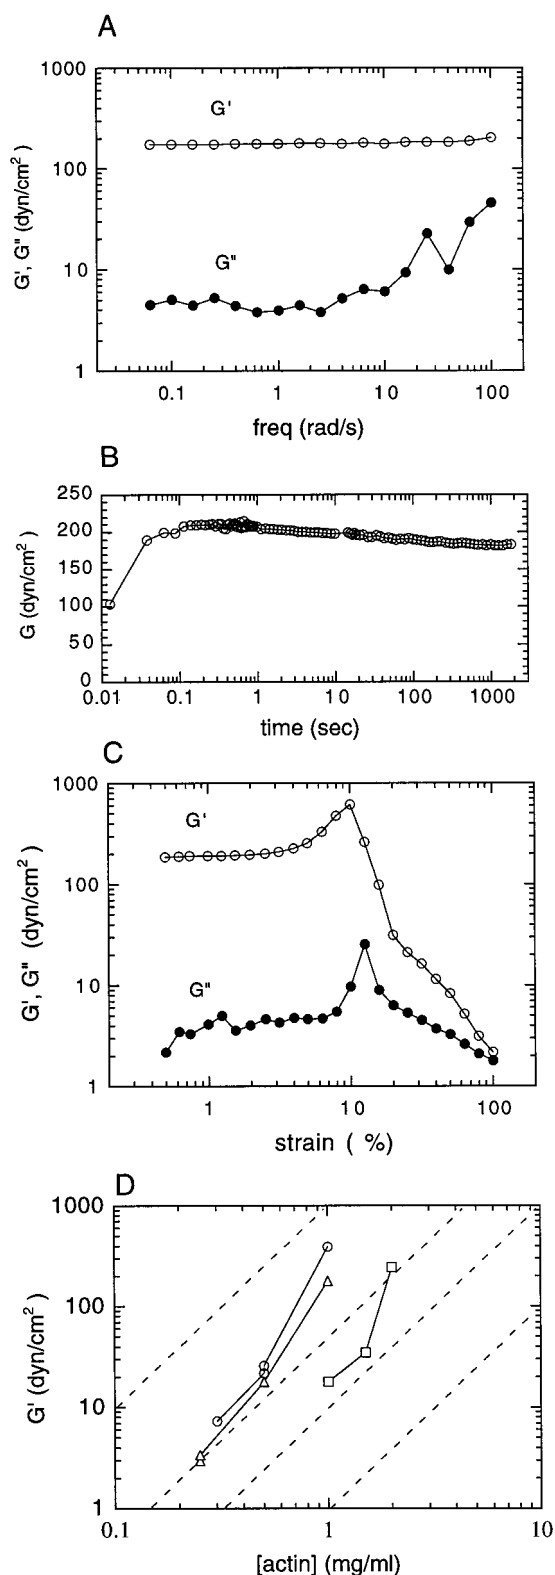 A
1000
G'
100
G', G" (dyn/cm2)
G"
10
1
0.1 1 10 100
freq (rad/s)
B
250
200
150
G (dyn/cm2)
100
50
0
0.01 0.1 1 10 100 1000
time (sec)
C
1000
G'
100
G', G" (dyn/cm2)
10
G"
1
1 10 100
strain ( %)
D
1000
100
G' (dyn/cm2)
10
1
0.1 1 10
[actin] (mg/ml)